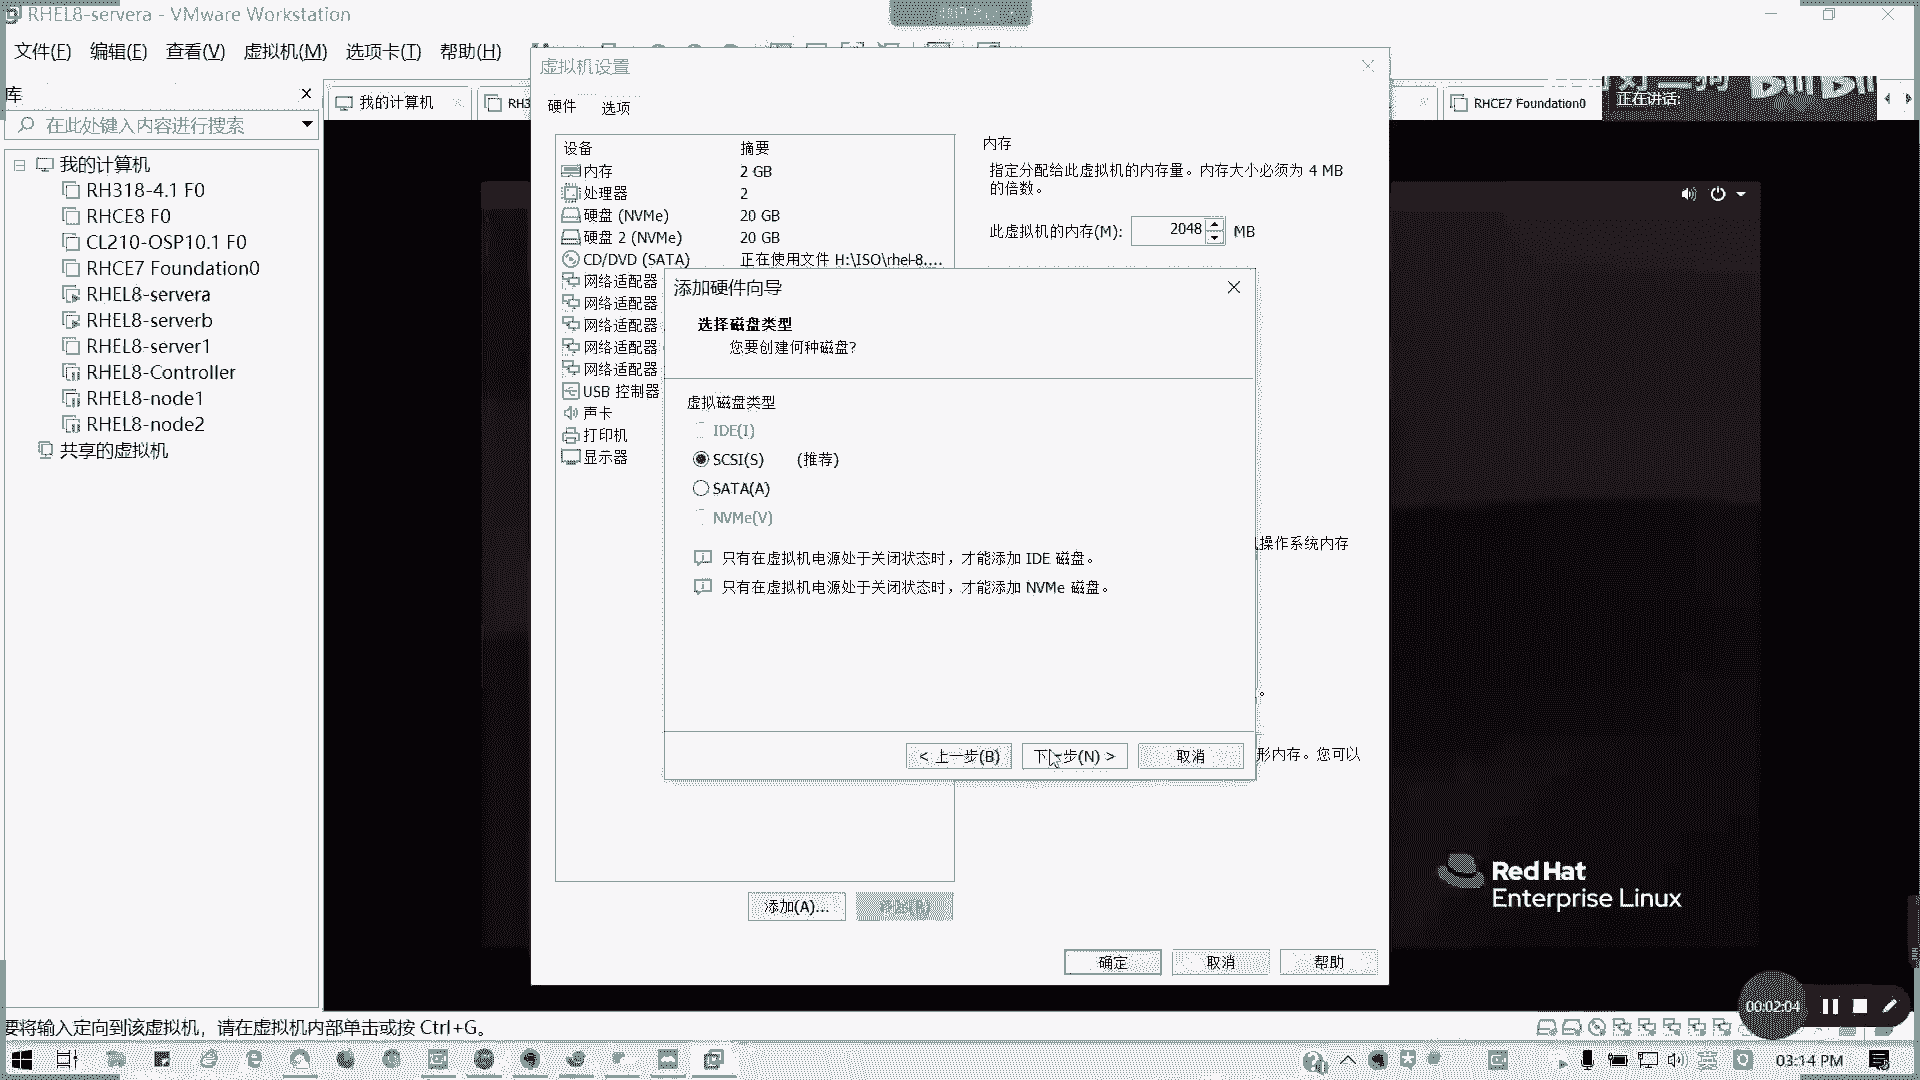 RHEL8-servera - VMware Workstation
文件(F) 编辑(E) 查看(V) 虚拟机(M) 选项卡(T) 帮助(H)
库
在此处键入内容进行搜索
我的计算机
RH318-4.1 F0
RHCE8 F0
CL210-OSP10.1 F0
RHCE7 Foundation0
RHEL8-servera
RHEL8-serverb
RHEL8-server1
RHEL8-Controller
RHEL8-node1
RHEL8-node2
共享的虚拟机
我的计算机
RH3
RHCE7 Foundation0
正在讲话:
虚拟机设置
硬件 选项
设备 摘要
内存 2 GB
处理器 2
硬盘 (NVMe) 20 GB
硬盘 2 (NVMe) 20 GB
CD/DVD (SATA) 正在使用文件 H:\ISO\rhel-8....
网络适配器
网络适配器
网络适配器
网络适配器
网络适配器
USB 控制器
声卡
打印机
显示器
内存
指定分配给此虚拟机的内存量。内存大小必须为 4 MB
的倍数。
此虚拟机的内存(M): 2048 MB
操作系统内存
形内存。您可以
添加硬件向导
选择磁盘类型
您要创建何种磁盘?
虚拟磁盘类型
IDE(I)
SCSI(S) (推荐)
SATA(A)
NVMe(V)
只有在虚拟机电源处于关闭状态时，才能添加 IDE 磁盘。
只有在虚拟机电源处于关闭状态时，才能添加 NVMe 磁盘。
< 上一步(B) 下一步(N) > 取消
添加(A)...
确定 取消 帮助
Red Hat
Enterprise Linux
00:02:04
要将输入定向到该虚拟机，请在虚拟机内部单击或按 Ctrl+G。
英
03:14 PM